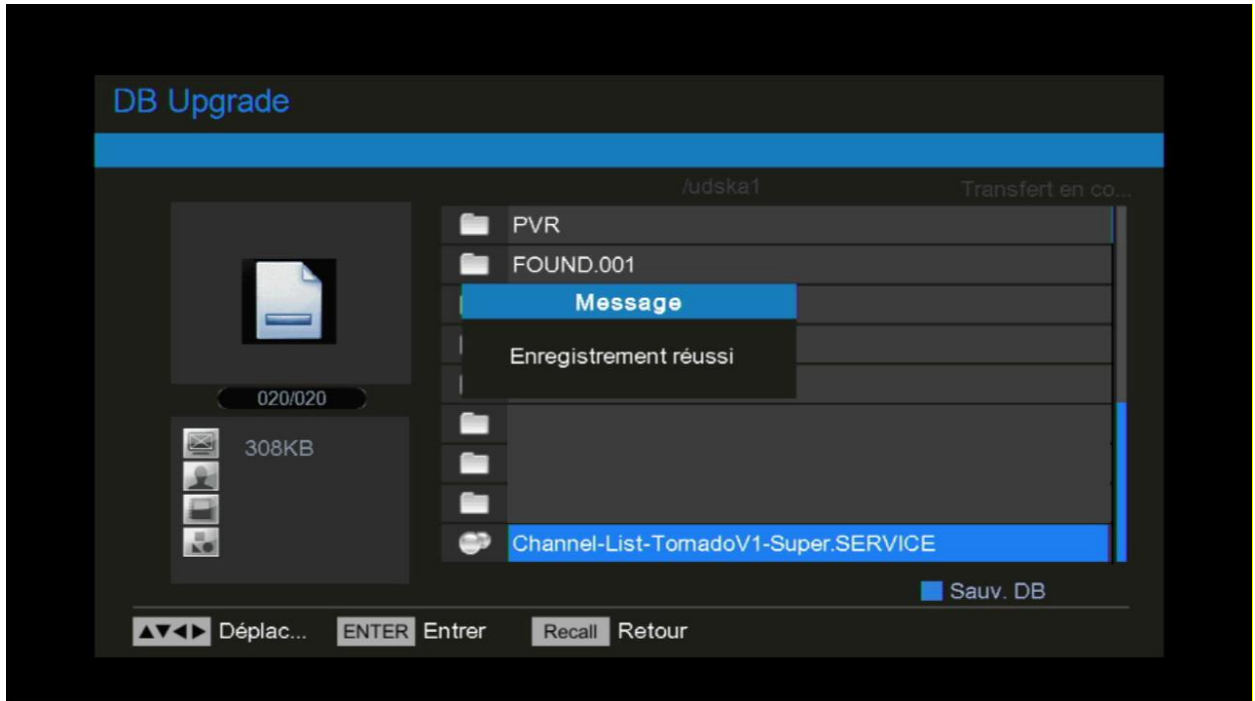 DB Upgrade
/udska1 Transfert en co...
PVR
FOUND.001
Message
Enregistrement réussi
020/020
308KB
Channel-List-TornadoV1-Super.SERVICE
Sauv. DB
▲▼◀▶ Déplac... ENTER Entrer Recall Retour